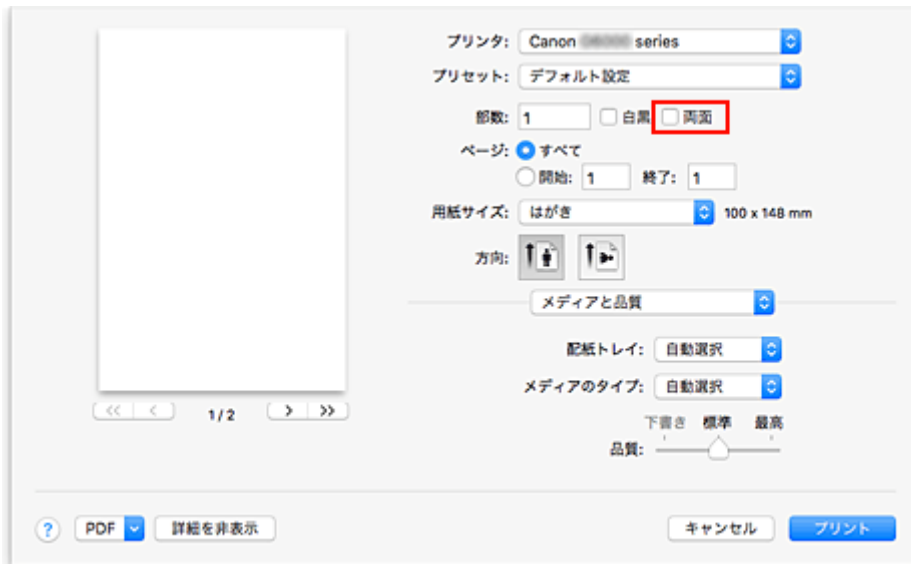 プリンタ: Canon series
プリセット: デフォルト設定
部数: 1 白黒 両面
ページ: すべて
開始: 1 終了: 1
用紙サイズ: はがき 100 x 148 mm
方向:
メディアと品質
配紙トレイ: 自動選択
メディアのタイプ: 自動選択
下書き 標準 最高
品質:
<< < 1 / 2 > >>
? PDF 詳細を非表示 キャンセル プリント